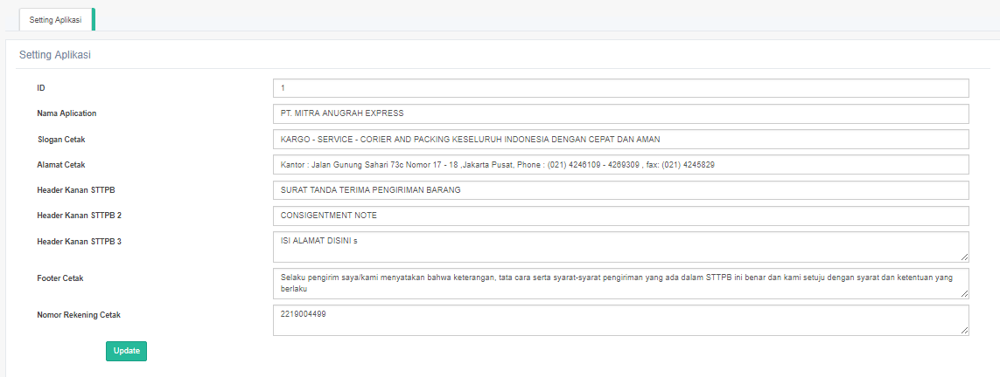 Setting Aplikasi
Setting Aplikasi
ID 1
Nama Aplication PT. MITRA ANUGRAH EXPRESS
Slogan Cetak KARGO - SERVICE - CORIER AND PACKING KESELURUH INDONESIA DENGAN CEPAT DAN AMAN
Alamat Cetak Kantor : Jalan Gunung Sahari 73c Nomor 17 - 18 ,Jakarta Pusat, Phone : (021) 4246109 - 4269309 , fax: (021) 4245829
Header Kanan STTPB SURAT TANDA TERIMA PENGIRIMAN BARANG
Header Kanan STTPB 2 CONSIGENTMENT NOTE
Header Kanan STTPB 3 ISI ALAMAT DISINI s
Footer Cetak Selaku pengirim saya/kami menyatakan bahwa keterangan, tata cara serta syarat-syarat pengiriman yang ada dalam STTPB ini benar dan kami setuju dengan syarat dan ketentuan yang
berlaku
Nomor Rekening Cetak 2219004499
Update